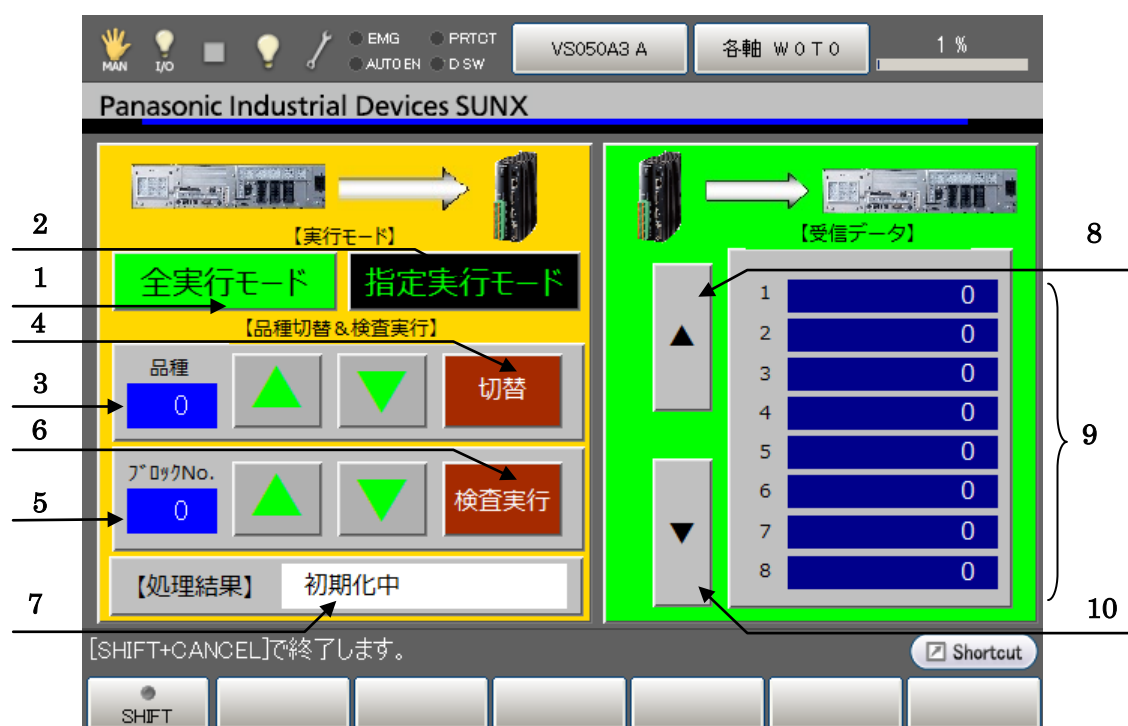 MAN
I/O
EMG
PRTCT
AUTO EN
D SW
VS050A3 A
各軸 W 0 T 0
1 %
Panasonic Industrial Devices SUNX
2
【実行モード】
【受信データ】
8
1
全実行モード
指定実行モード
4
【品種切替&検査実行】
3
品種
0
切替
6
5
ブロックNo.
0
検査実行
▲
▼
1 0
2 0
3 0
4 0
5 0
6 0
7 0
8 0
9
7
【処理結果】
初期化中
10
[SHIFT+CANCEL]で終了します。
Shortcut
SHIFT